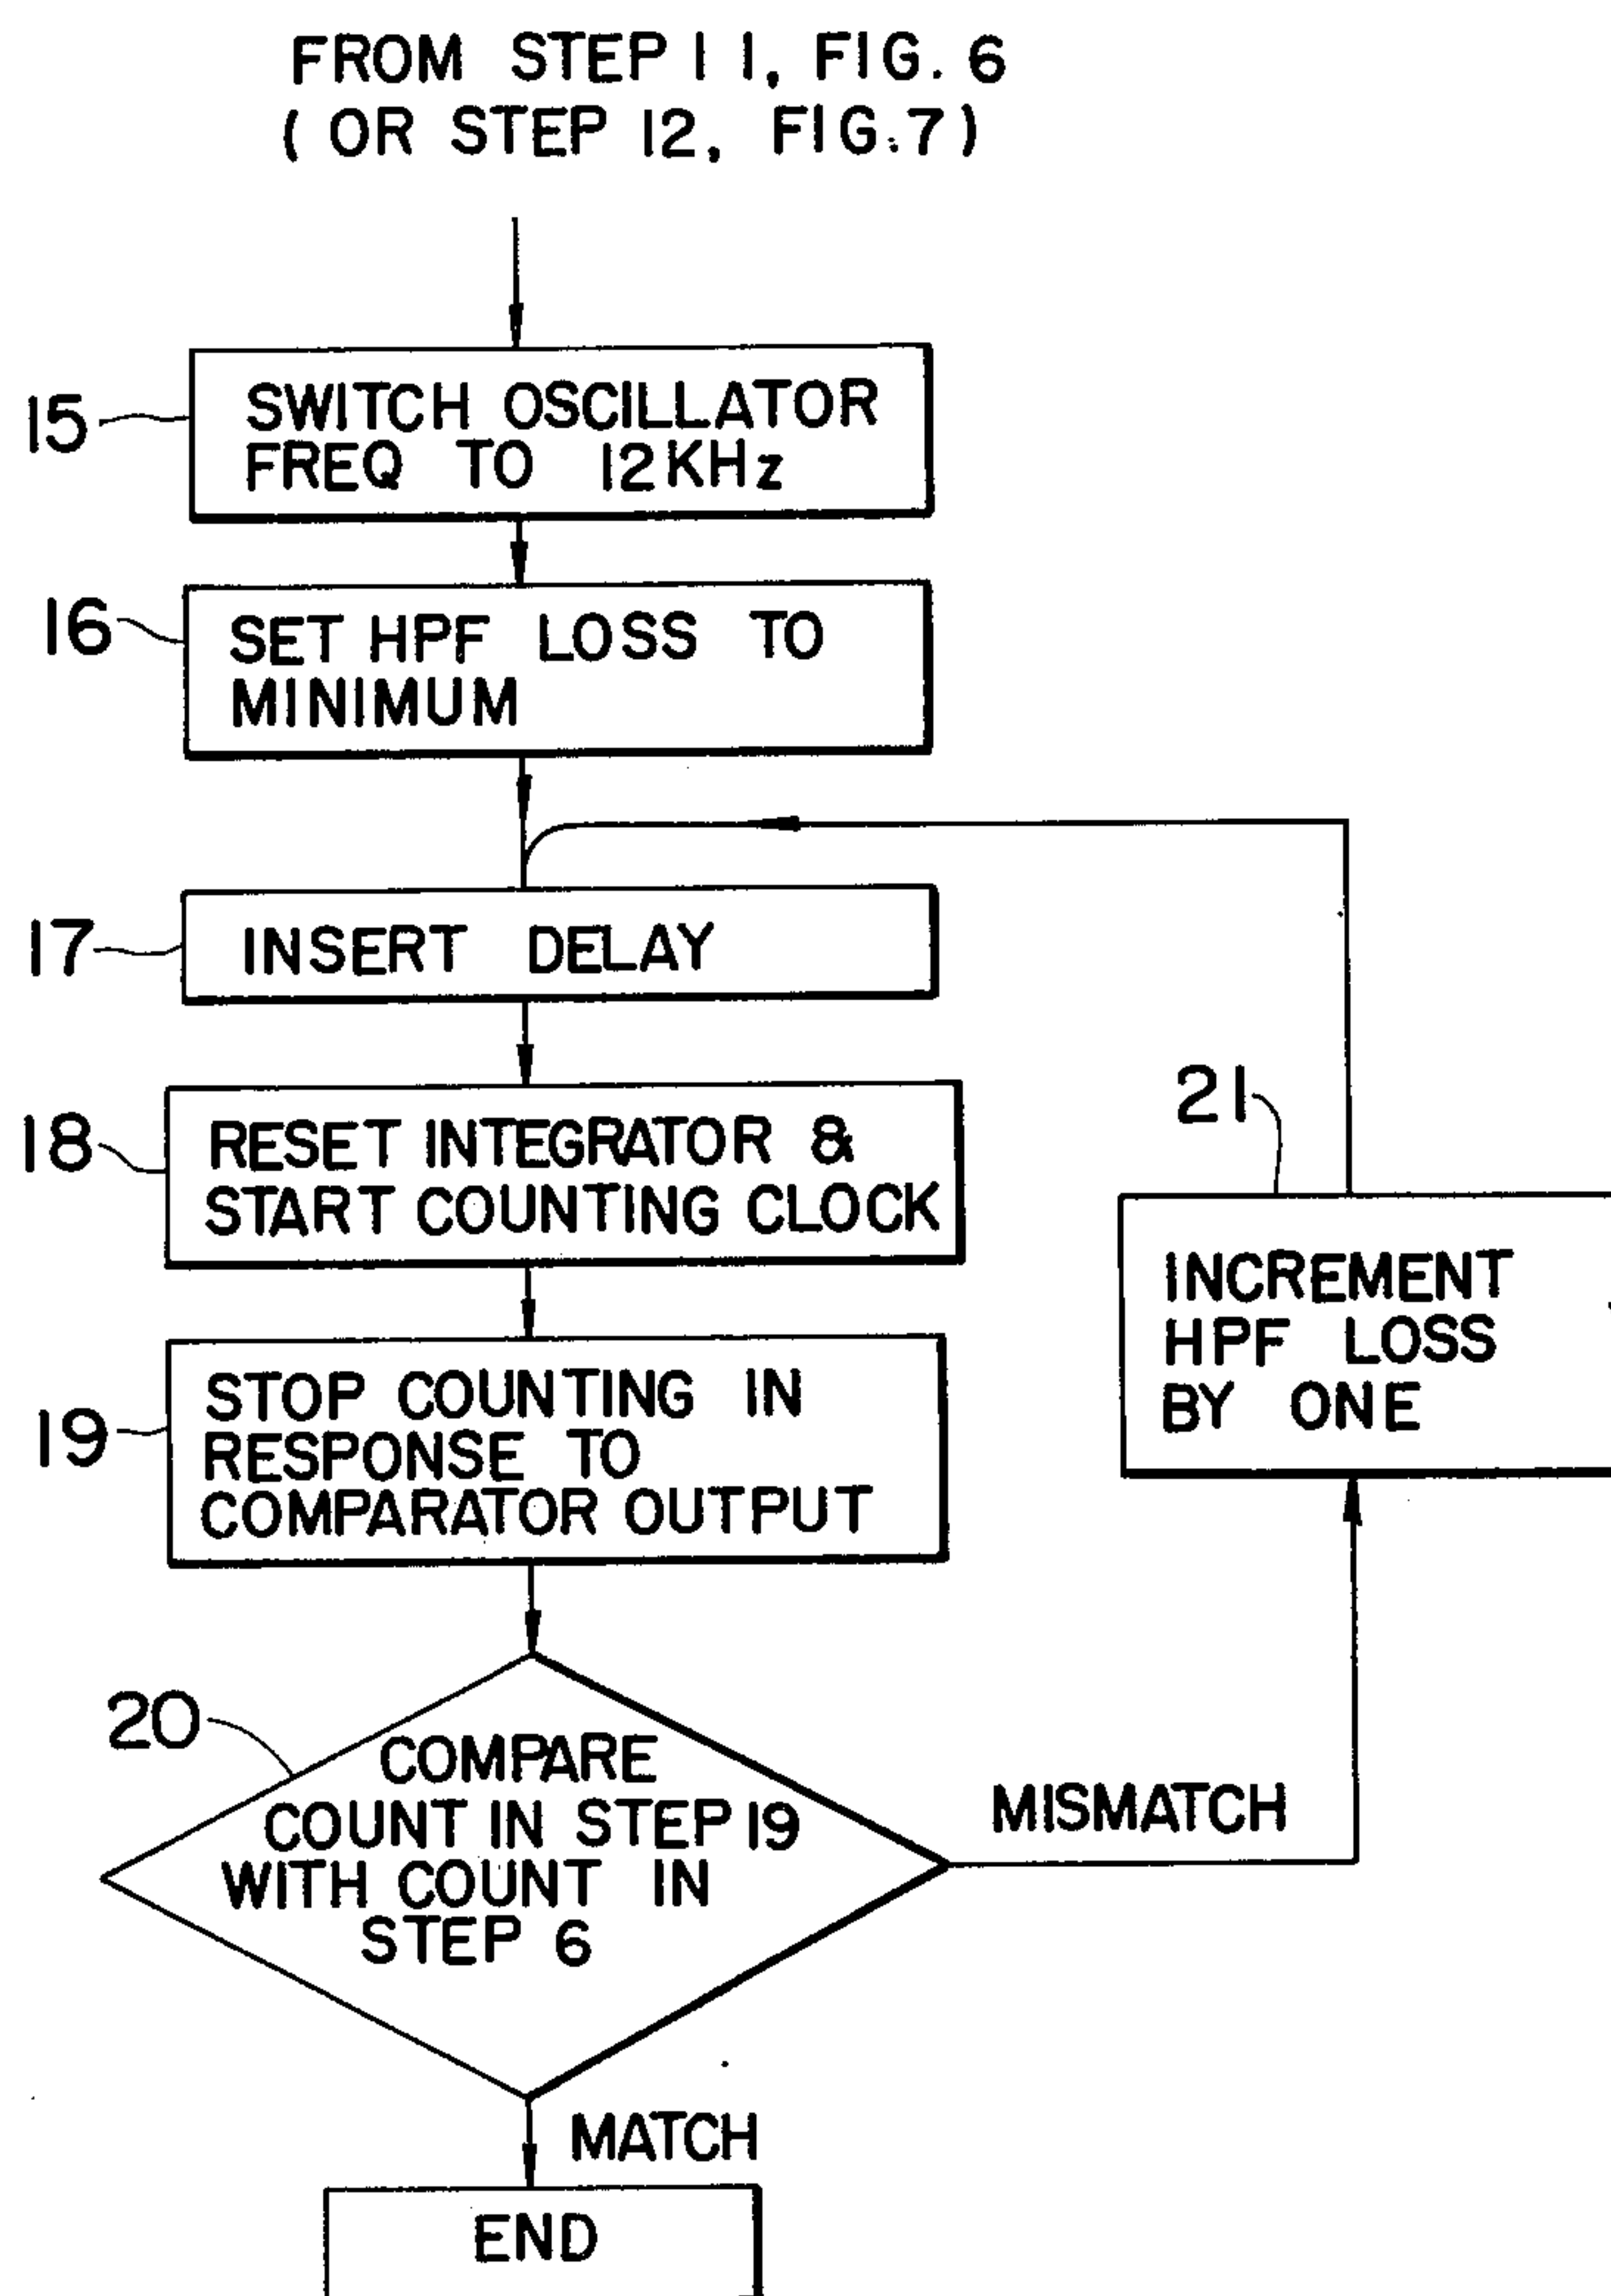 FROM STEP 11, FIG. 6
(OR STEP 12, FIG. 7)
15
SWITCH OSCILLATOR
FREQ TO 12KHz
16
SET HPF LOSS TO
MINIMUM
17
INSERT DELAY
18
RESET INTEGRATOR &
START COUNTING CLOCK
21
INCREMENT
HPF LOSS
BY ONE
19
STOP COUNTING IN
RESPONSE TO
COMPARATOR OUTPUT
20
COMPARE
COUNT IN STEP 19
WITH COUNT IN
STEP 6
MISMATCH
MATCH
END